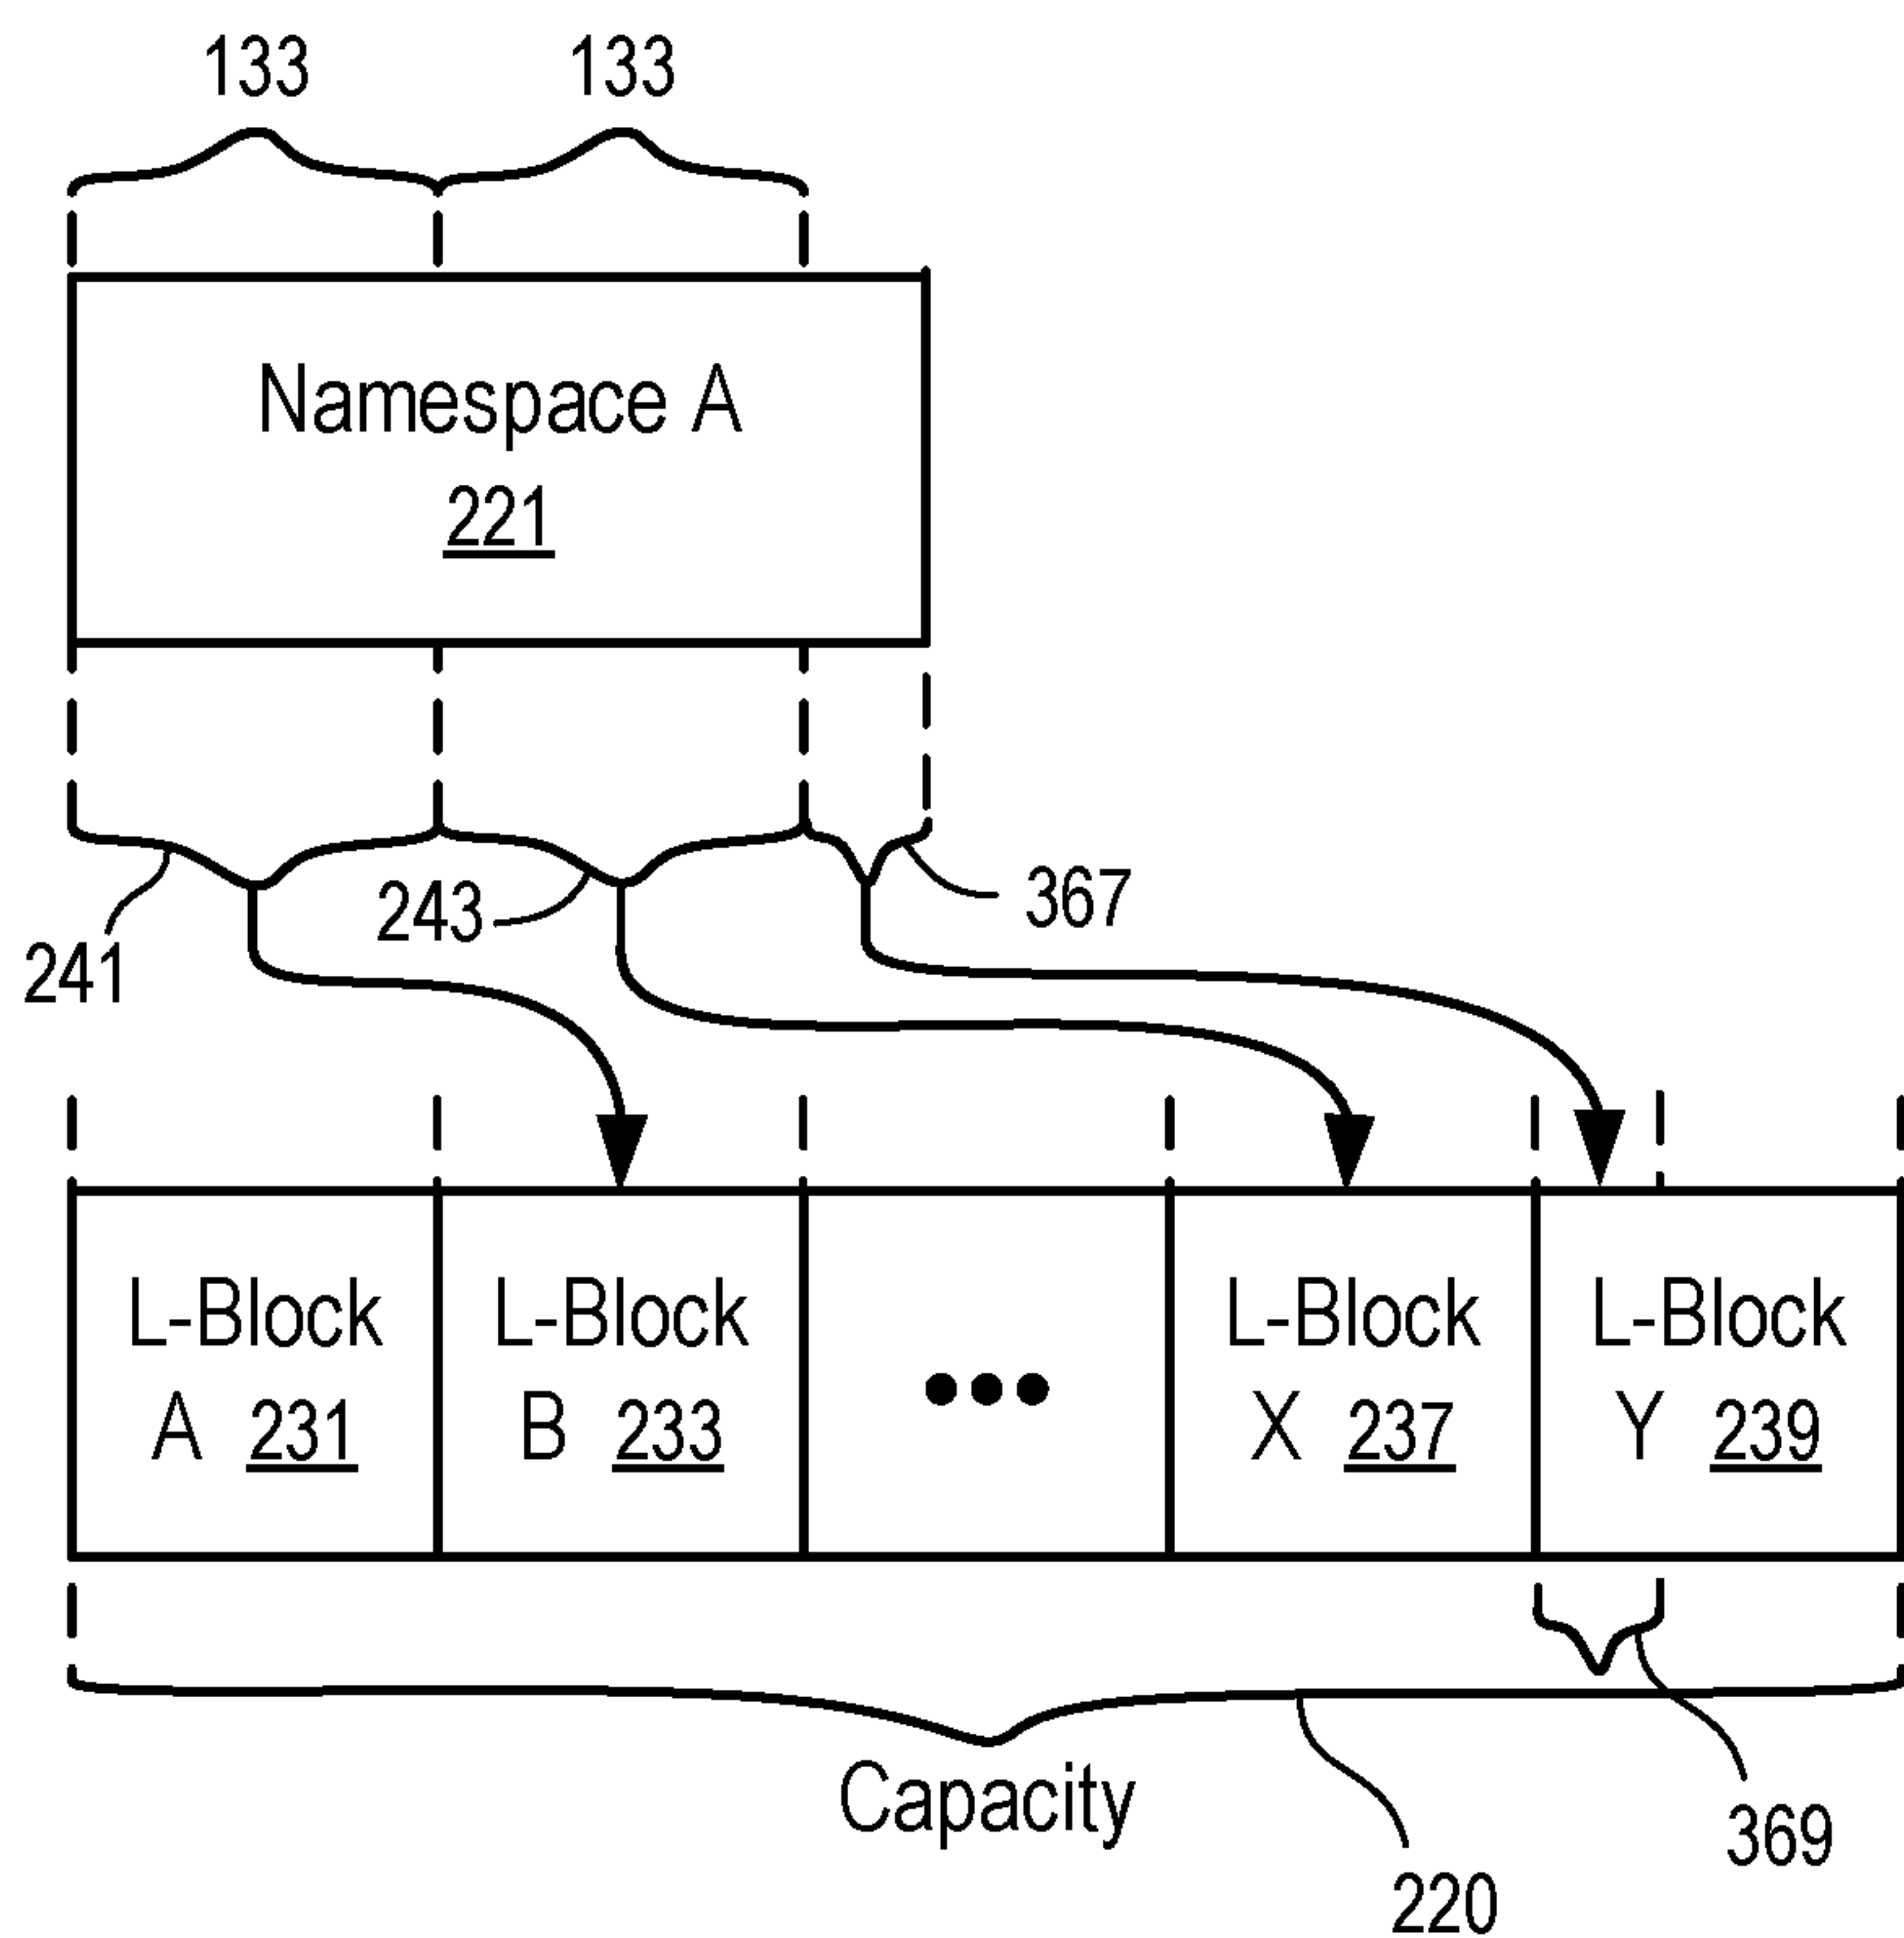 133 133
Namespace A
221
241 243 367
L-Block L-Block L-Block L-Block
A 231 B 233 ••• X 237 Y 239
Capacity
369
220